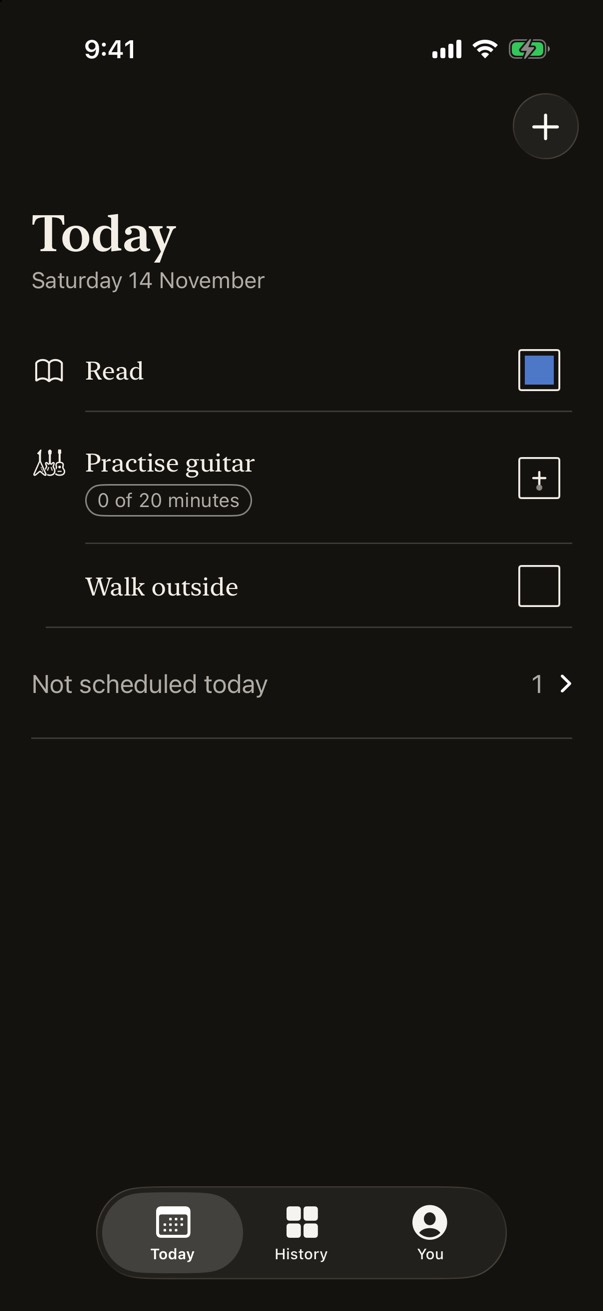 9:41
Today
Saturday 14 November
Read
Practise guitar
0 of 20 minutes
Walk outside
Not scheduled today 1
Today
History
You